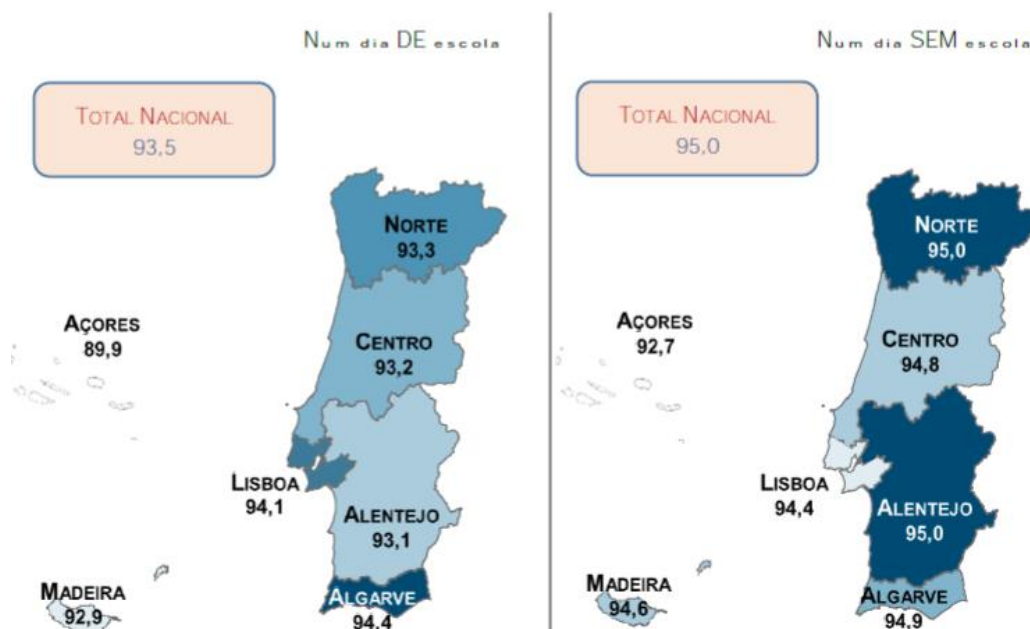 Num dia DE escola
TOTAL NACIONAL
93,5
NORTE
93,3
AÇORES
89,9
CENTRO
93,2
LISBOA
94,1
ALENTEJO
93,1
MADEIRA
92,9
ALGARVE
94,4
Num dia SEM escola
TOTAL NACIONAL
95,0
NORTE
95,0
AÇORES
92,7
CENTRO
94,8
LISBOA
94,4
ALENTEJO
95,0
MADEIRA
94,6
ALGARVE
94,9